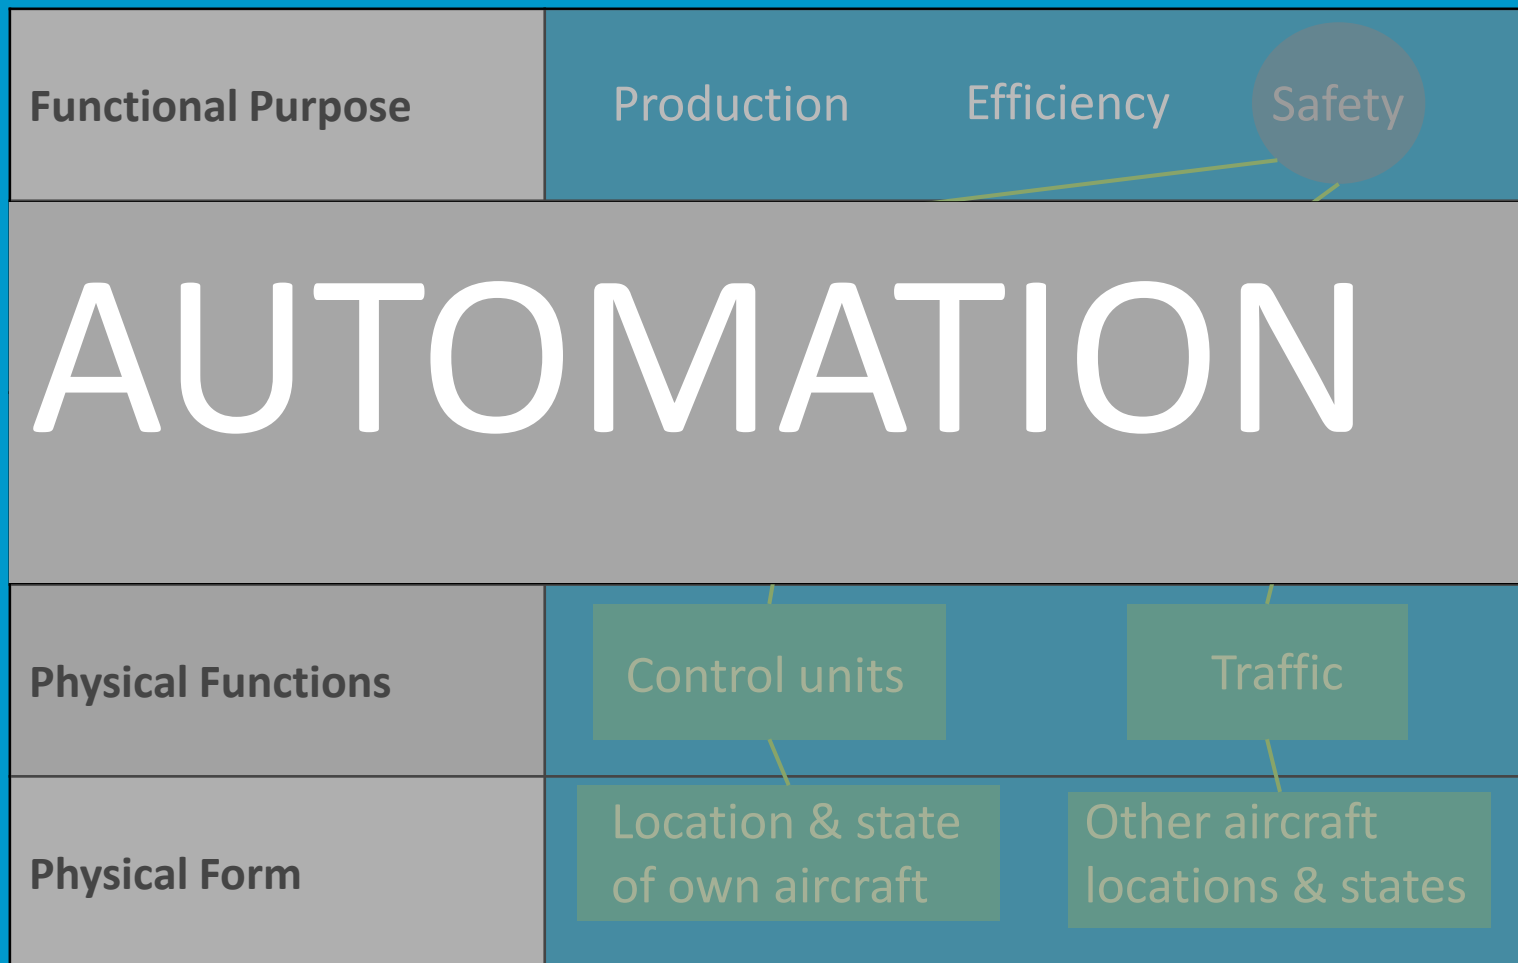 Functional Purpose
Production
Efficiency
Safety
AUTOMATION
Physical Functions
Control units
Traffic
Physical Form
Location & state
of own aircraft
Other aircraft
locations & states